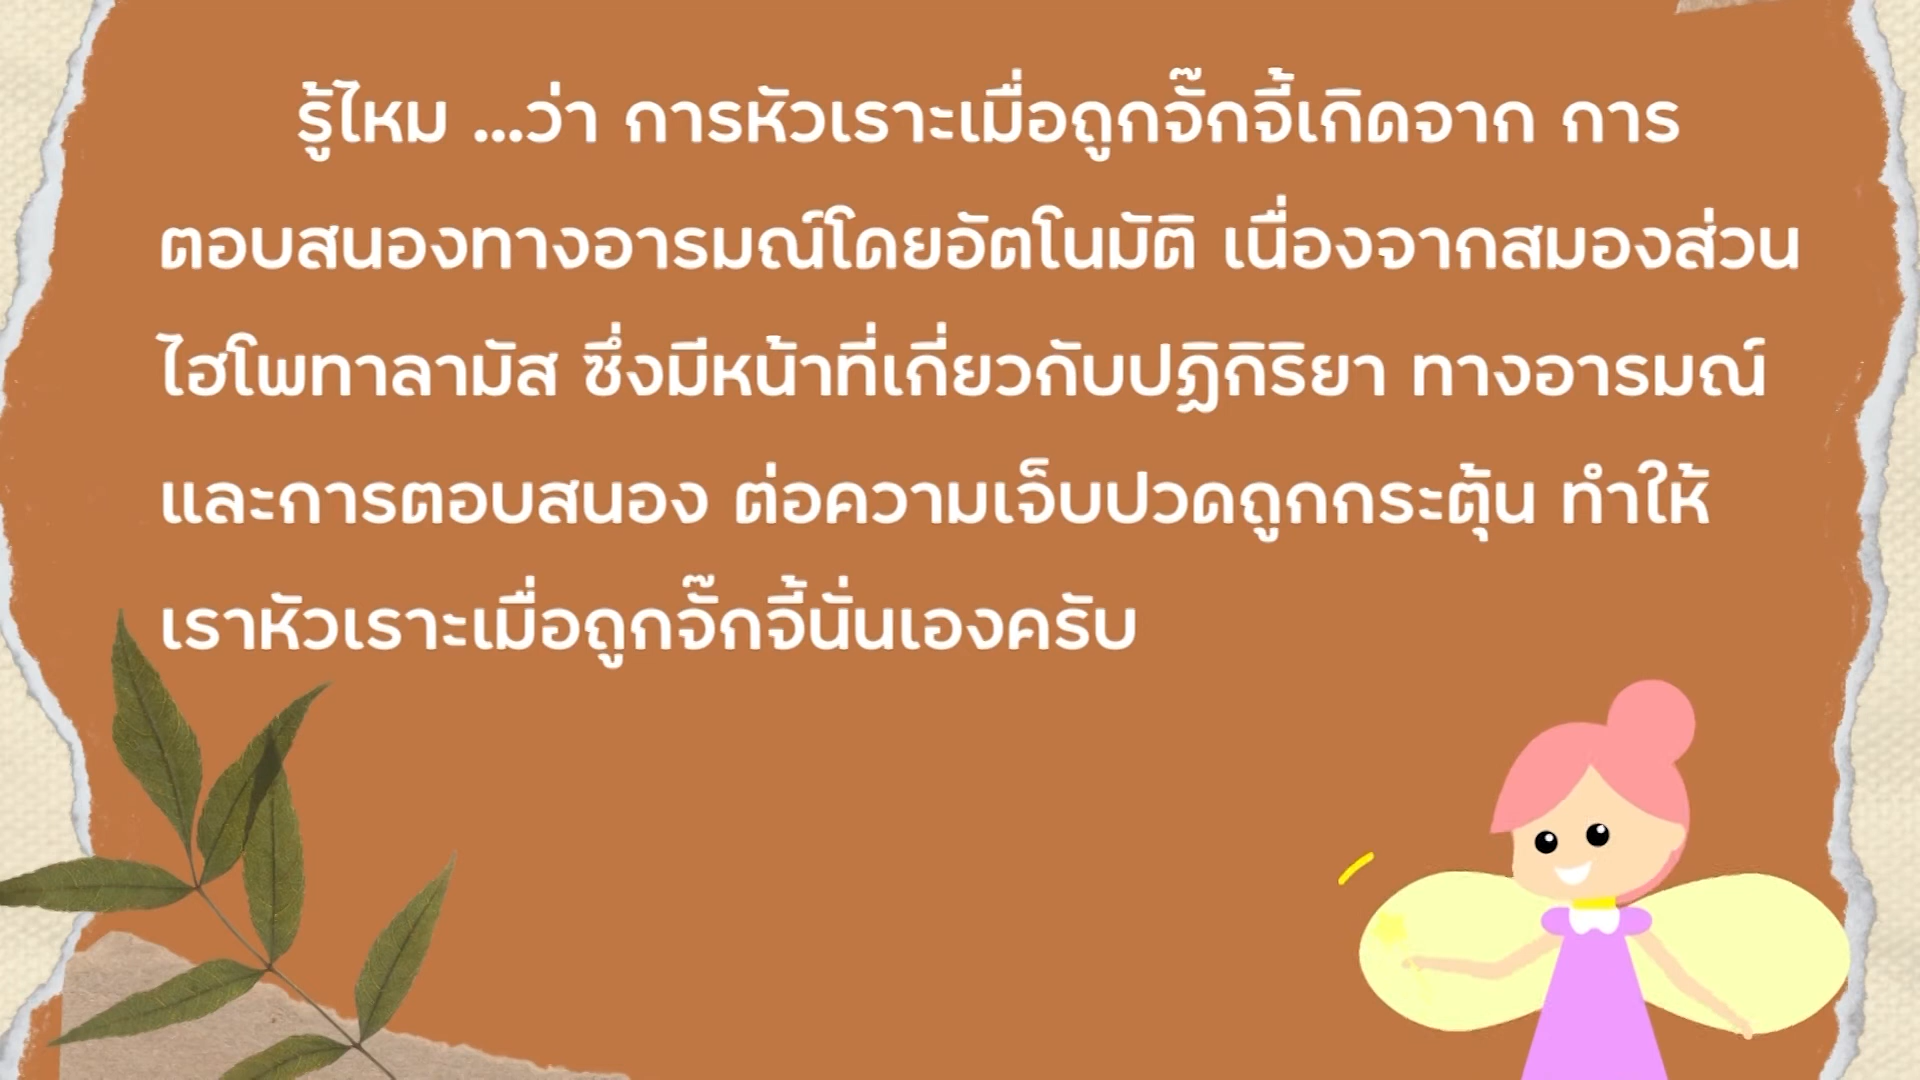 รู้ไหม ...ว่า การหัวเราะเมื่อถูกจั๊กจี้เกิดจาก การ
ตอบสนองทางอารมณ์โดยอัตโนมัติ เนื่องจากสมองส่วน
ไฮโพทาลามัส ซึ่งมีหน้าที่เกี่ยวกับปฏิกิริยา ทางอารมณ์
และการตอบสนอง ต่อความเจ็บปวดถูกกระตุ้น ทำให้
เราหัวเราะเมื่อถูกจั๊กจี้นั่นเองครับ